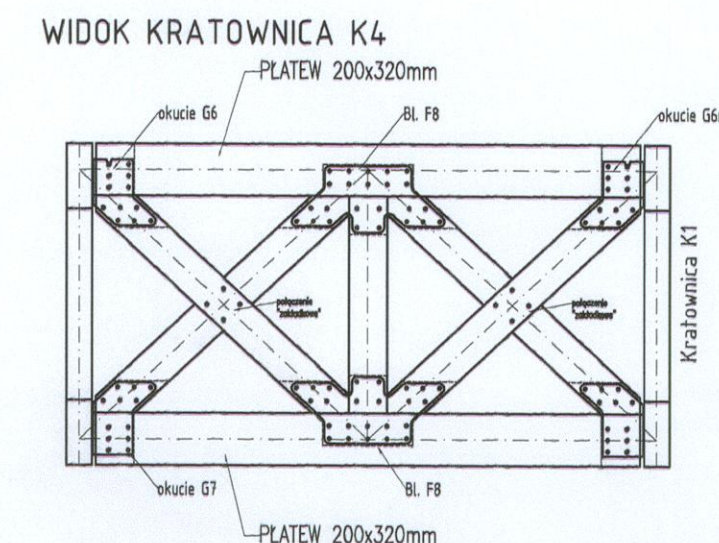 WIDOK KRATOWNICA K4
PŁATEW 200x320mm
okucie G6
Bl. F8
okucie G6
połączenie
"zakładkowe"
połączenie
"zakładkowe"
Kratownica K1
okucie G7
Bl. F8
PŁATEW 200x320mm